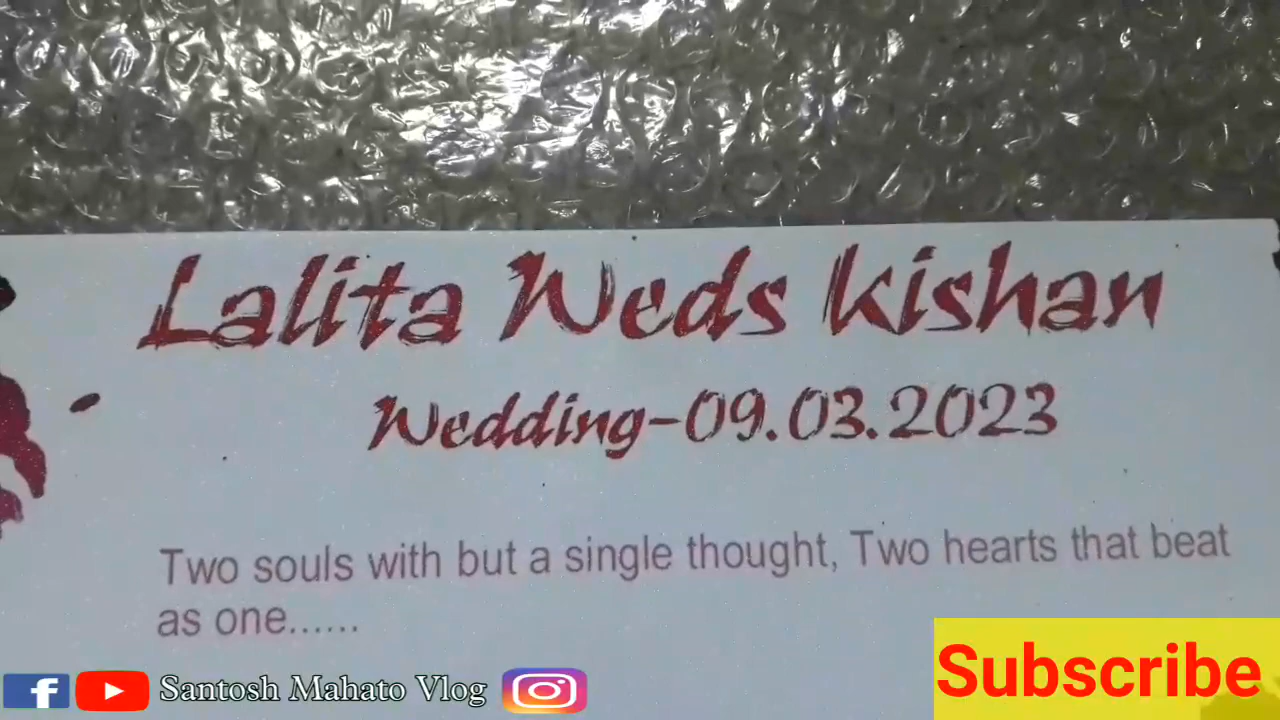 Lalita Weds kishan
Wedding-09.03.2023
Two souls with but a single thought, Two hearts that beat
as one......
Santosh Mahato Vlog
Subscribe